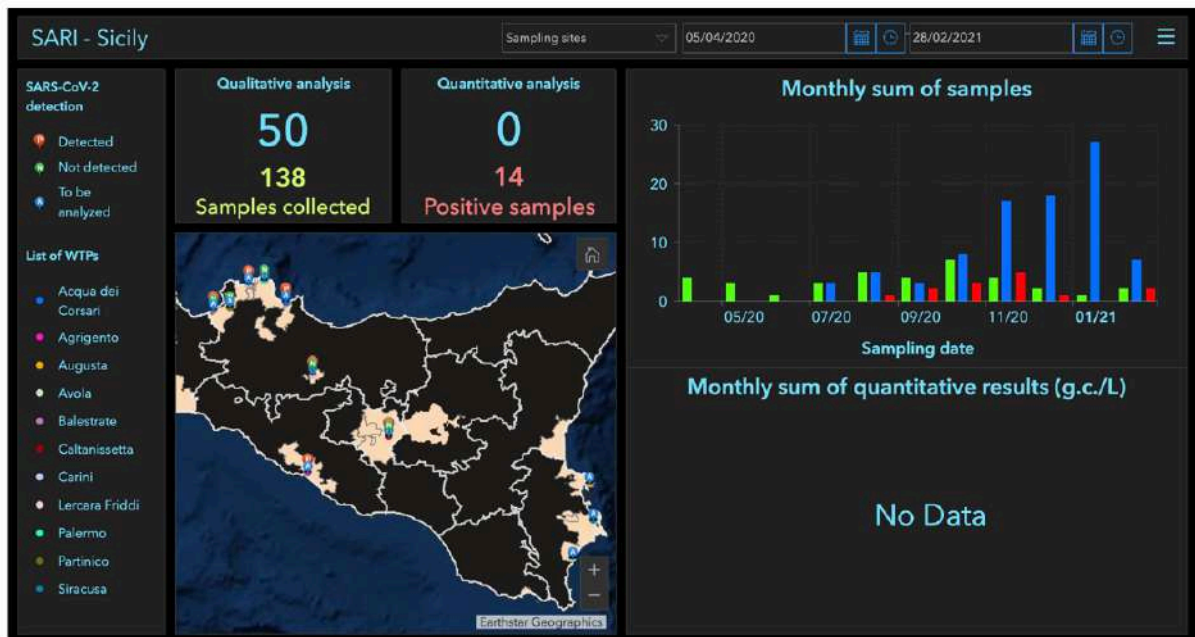 SARI - Sicily
Sampling sites
05/04/2020
28/02/2021
SARS-CoV-2
detection
Detected
Not detected
To be
analyzed
List of WTPs
Acqua dei
Corsari
Agrigento
Augusta
Avola
Balestrate
Caltanissetta
Carini
Lercara Friddi
Palermo
Partinico
Siracusa
Qualitative analysis
50
138
Samples collected
Quantitative analysis
0
14
Positive samples
Earthstar Geographics
Monthly sum of samples
30
20
10
0
05/20
07/20
09/20
11/20
01/21
Sampling date
Monthly sum of quantitative results (g.c./L)
No Data